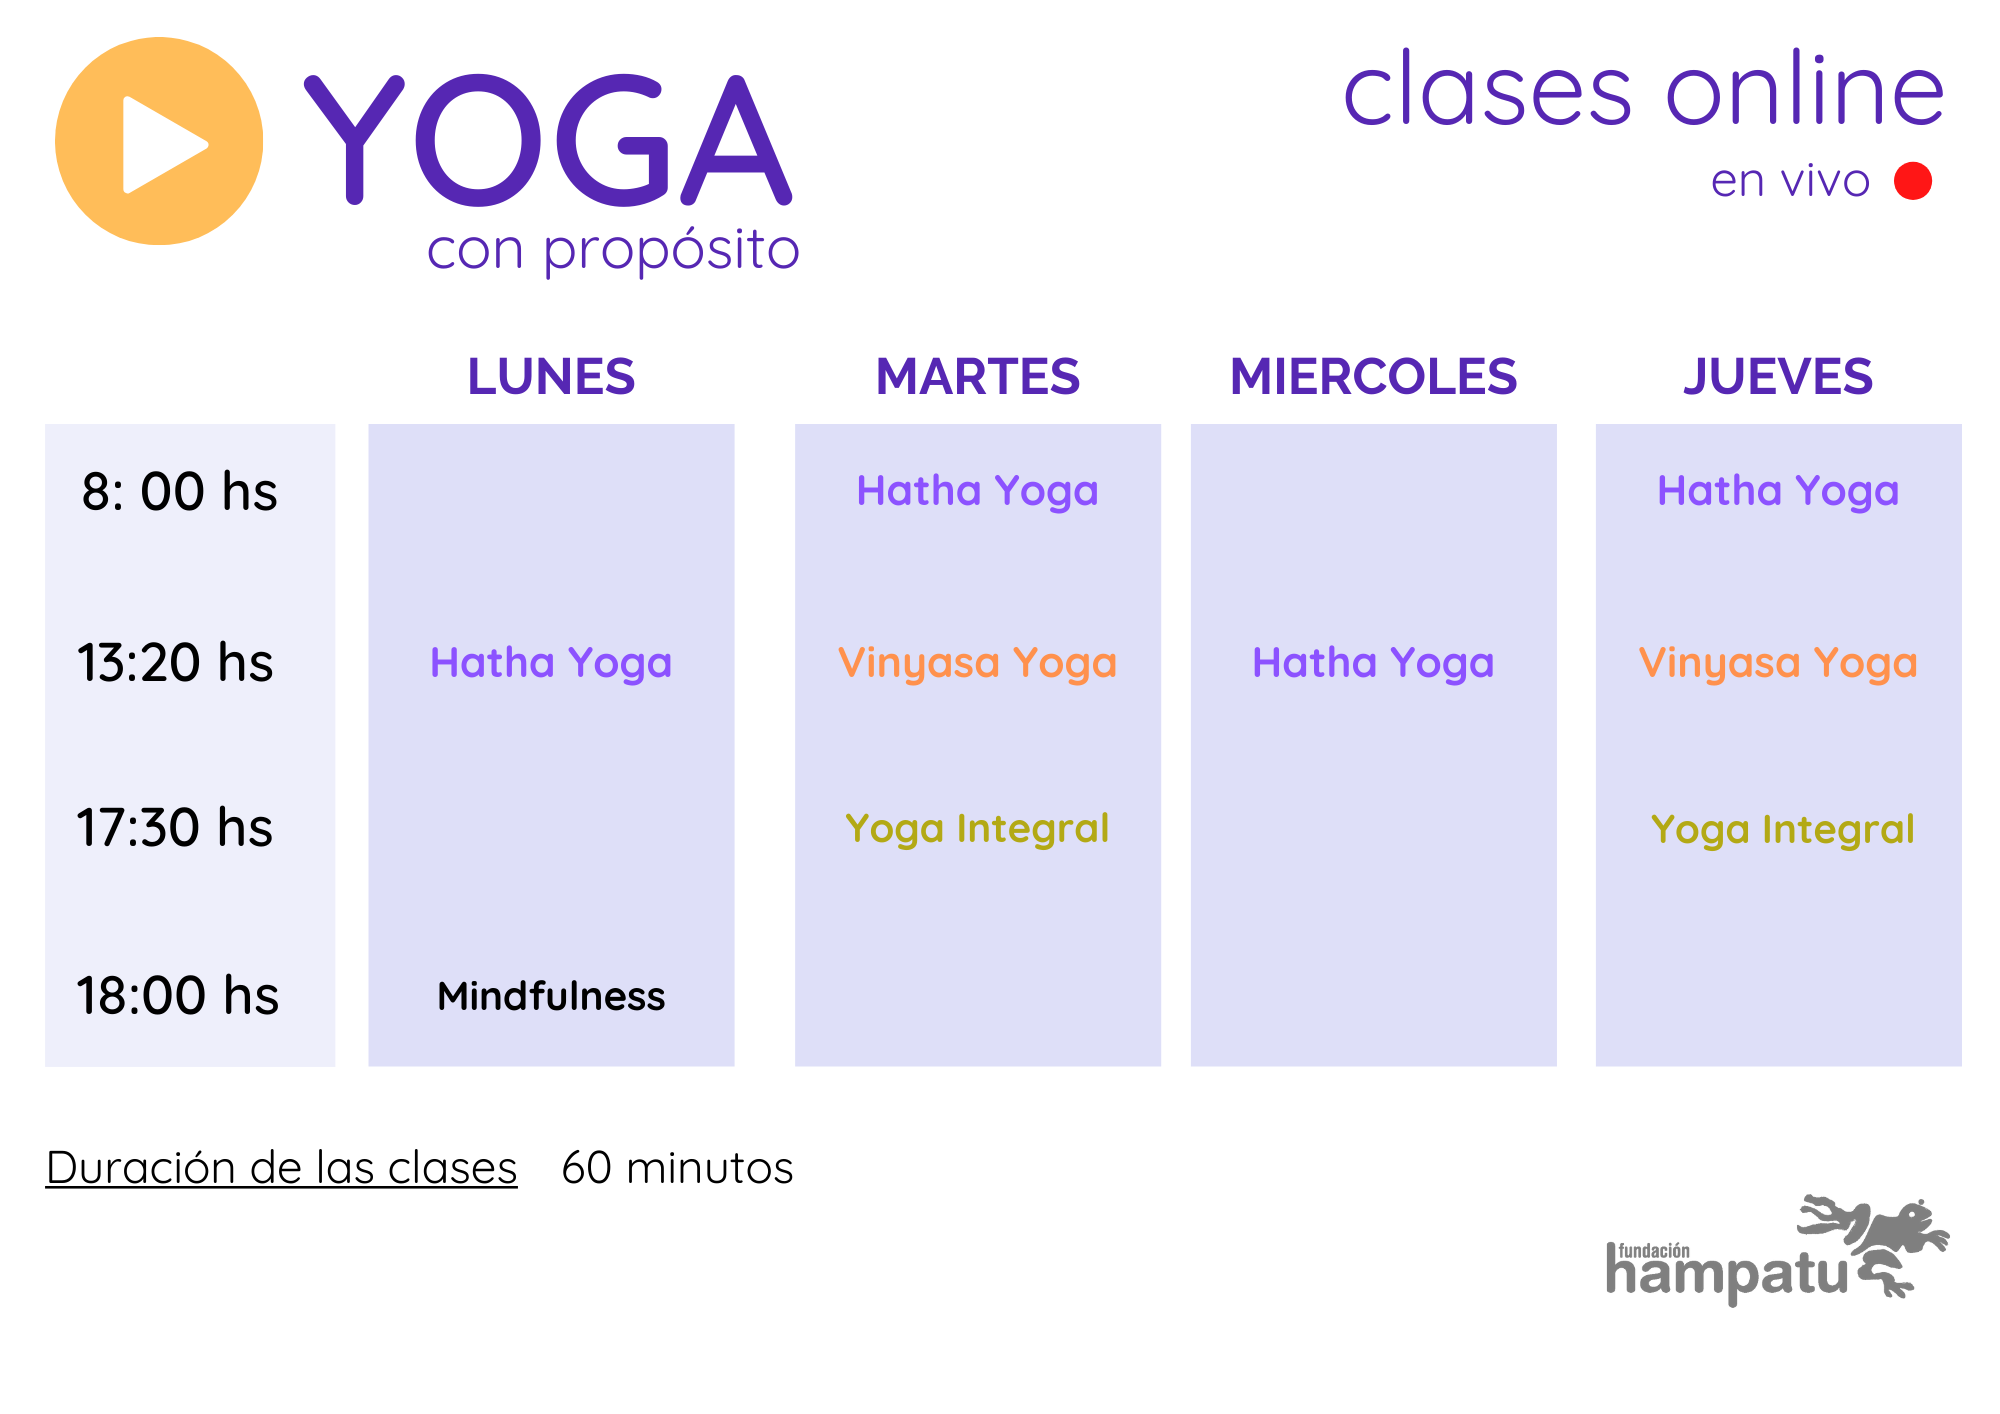 YOGA
con propósito
clases online
en vivo
LUNES MARTES MIERCOLES JUEVES
8: 00 hs Hatha Yoga Hatha Yoga
13:20 hs Hatha Yoga Vinyasa Yoga Hatha Yoga Vinyasa Yoga
17:30 hs Yoga Integral Yoga Integral
18:00 hs Mindfulness
Duración de las clases 60 minutos
fundación
hampatu